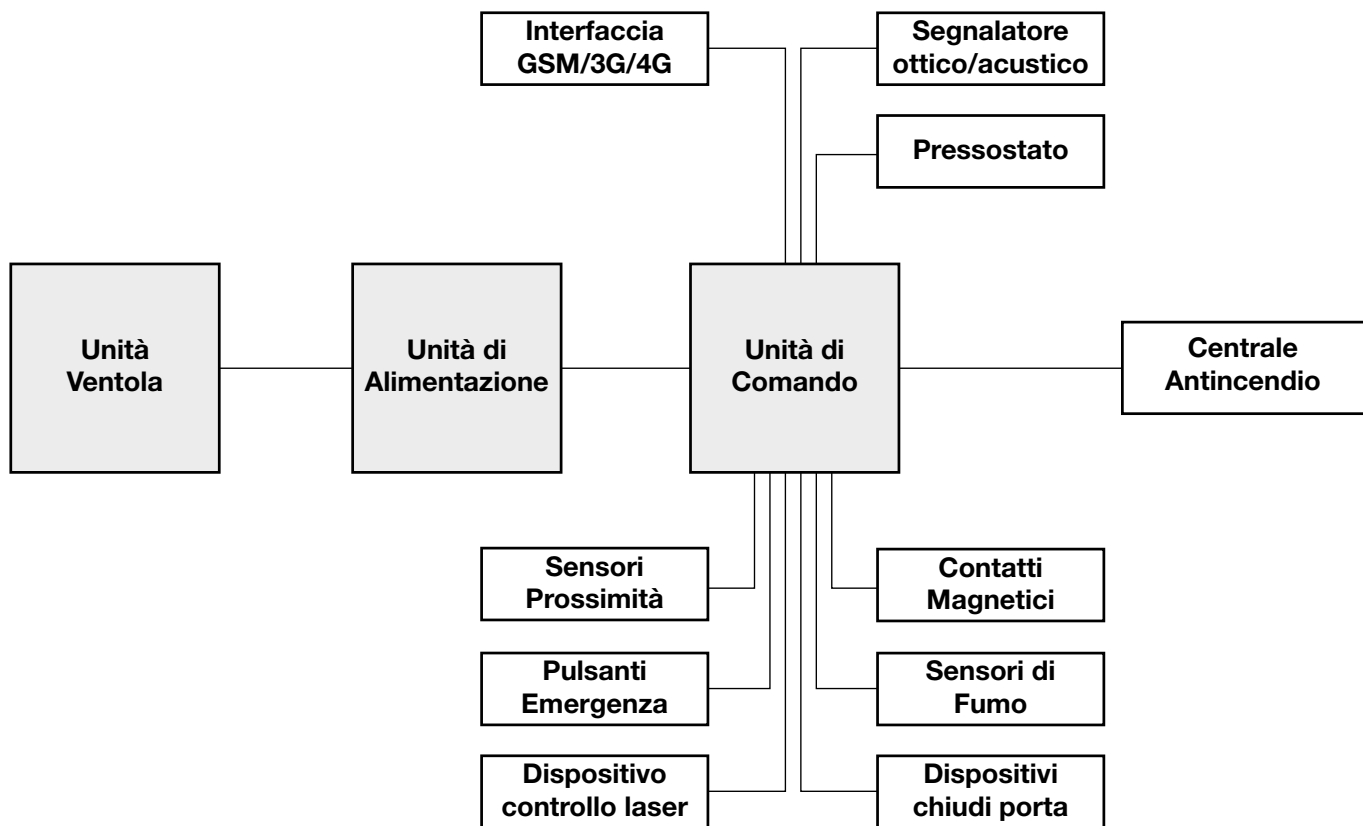 Interfaccia
GSM/3G/4G
Segnalatore
ottico/acustico
Pressostato
Unità
Ventola
Unità di
Alimentazione
Unità di
Comando
Centrale
Antincendio
Sensori
Prossimità
Contatti
Magnetici
Pulsanti
Emergenza
Sensori di
Fumo
Dispositivo
controllo laser
Dispositivi
chiudi porta